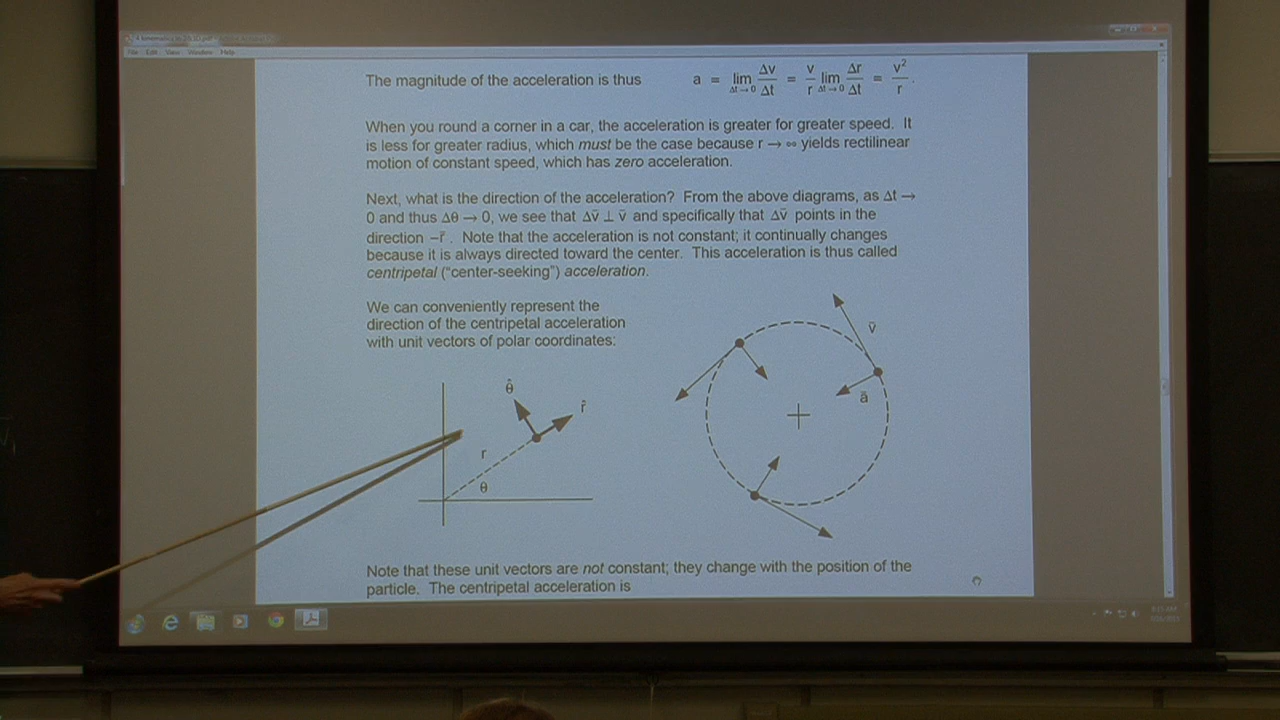 File Edit View Window Help
The magnitude of the acceleration is thus a = lim Δt→0 Δv/Δt = v/r lim Δt→0 Δr/Δt = v²/r.
When you round a corner in a car, the acceleration is greater for greater speed. It
is less for greater radius, which must be the case because r → ∞ yields rectilinear
motion of constant speed, which has zero acceleration.
Next, what is the direction of the acceleration? From the above diagrams, as Δt →
0 and thus Δθ → 0, we see that Δv̄ ⊥ v̄ and specifically that Δv̄ points in the
direction −r̄. Note that the acceleration is not constant; it continually changes
because it is always directed toward the center. This acceleration is thus called
centripetal ("center-seeking") acceleration.
We can conveniently represent the
direction of the centripetal acceleration
with unit vectors of polar coordinates:
θ̂
r̂
r
θ
v̄
ā
Note that these unit vectors are not constant; they change with the position of the
particle. The centripetal acceleration is